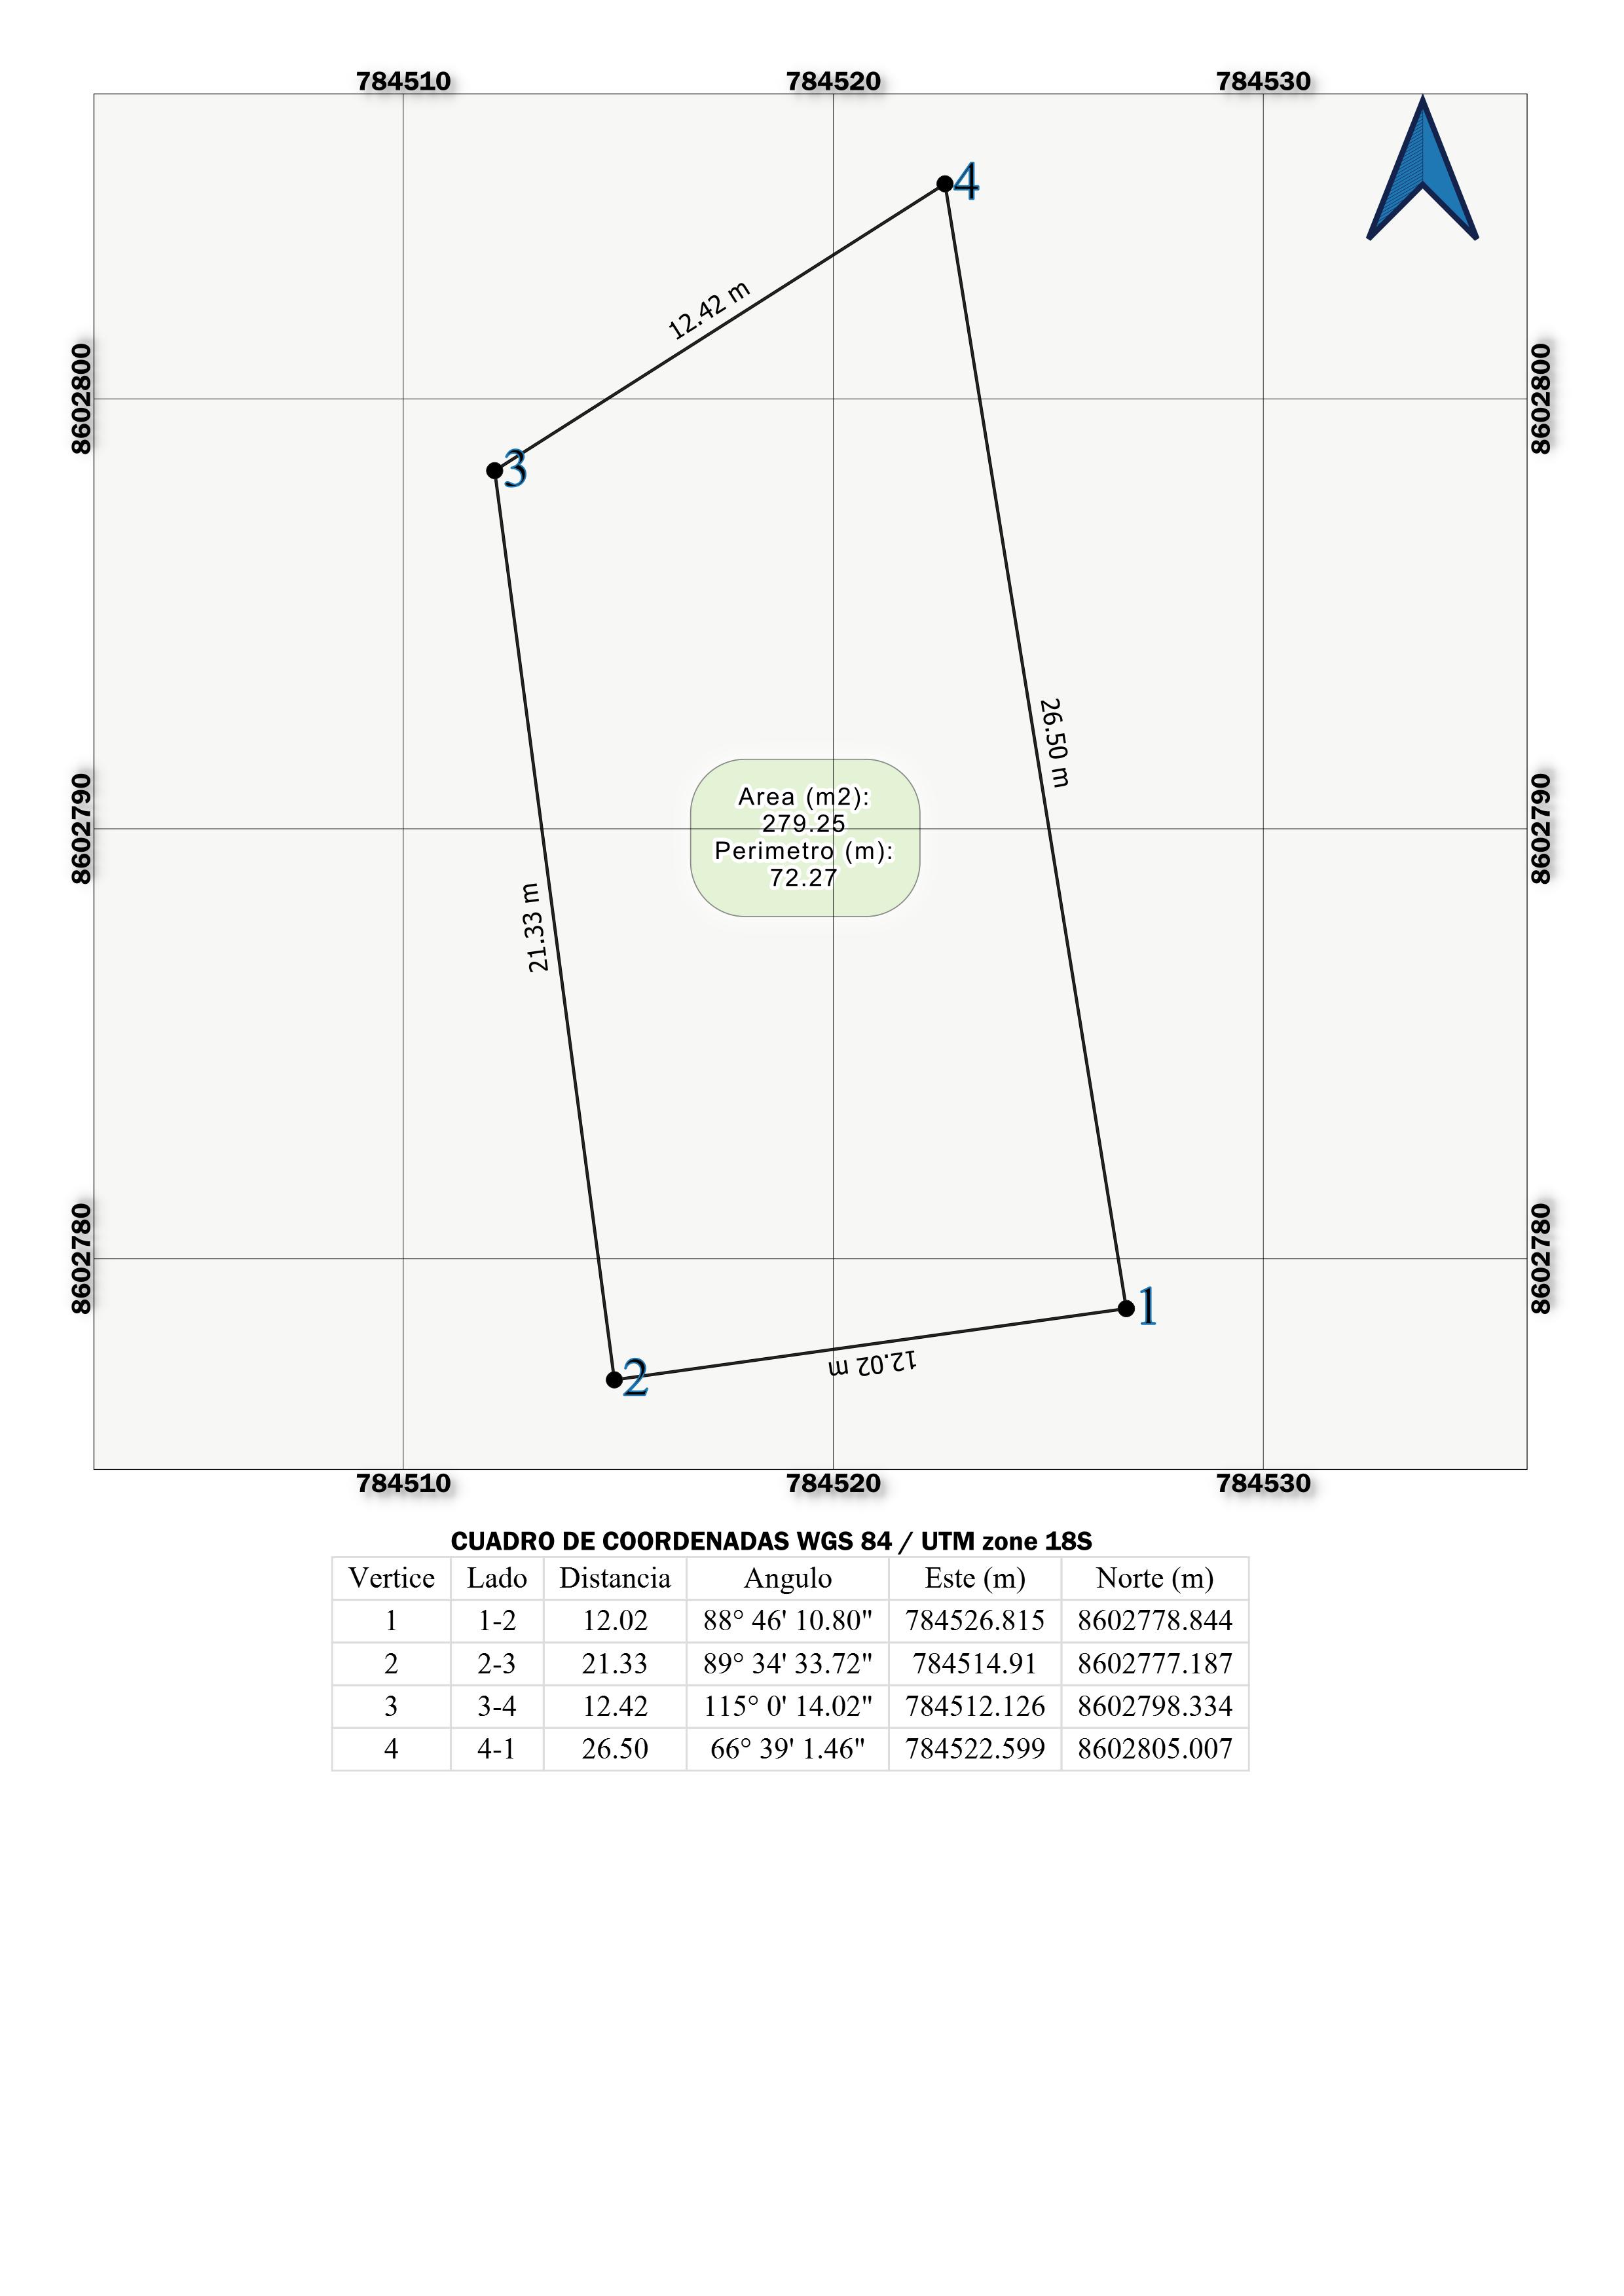 784510 784520 784530
4
12.42 m
8602800 8602800
3
26.50 m
Area (m2):
279.25
Perimetro (m):
72.27
8602790 8602790
21.33 m
8602780 8602780
1
12.02 m
2
784510 784520 784530
CUADRO DE COORDENADAS WGS 84 / UTM zone 18S
Vertice Lado Distancia Angulo Este (m) Norte (m)
1 1-2 12.02 88° 46' 10.80" 784526.815 8602778.844
2 2-3 21.33 89° 34' 33.72" 784514.91 8602777.187
3 3-4 12.42 115° 0' 14.02" 784512.126 8602798.334
4 4-1 26.50 66° 39' 1.46" 784522.599 8602805.007